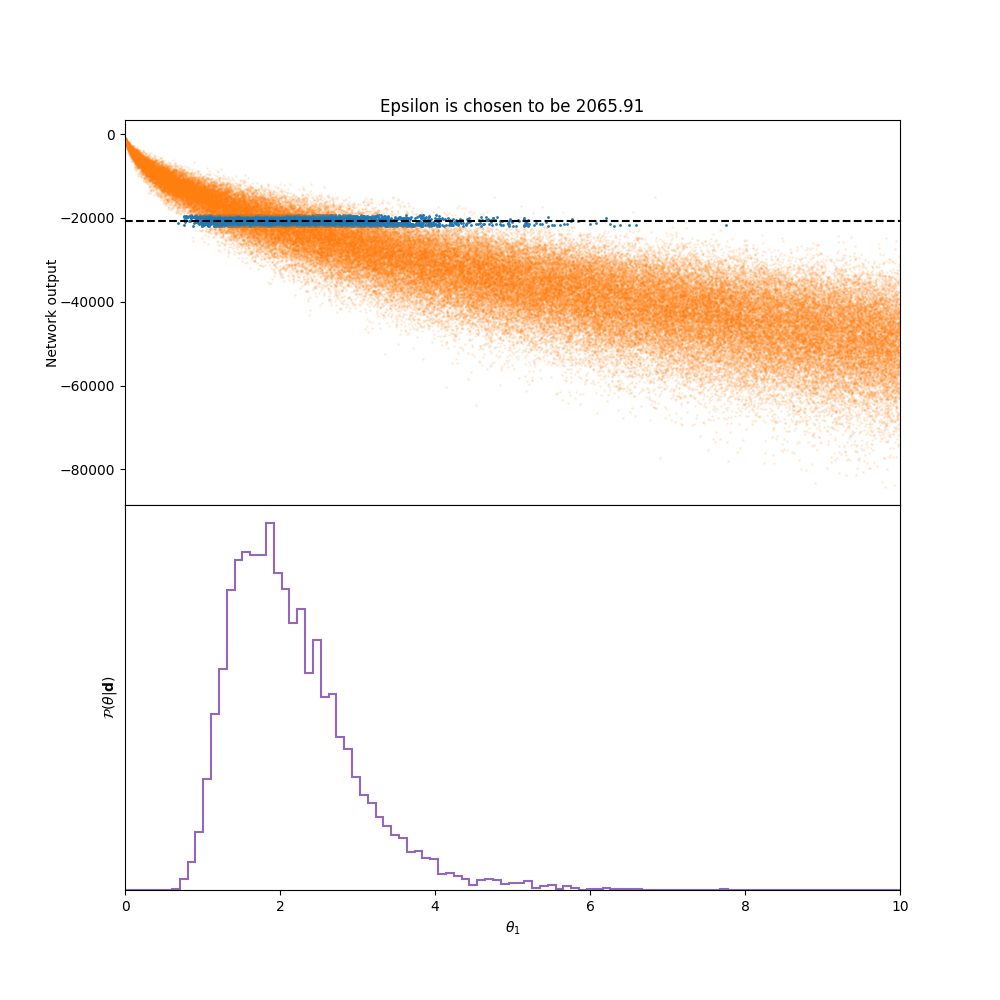 Epsilon is chosen to be 2065.91
0
−20000
−40000
−60000
−80000
Network output
𝒫(θ|𝐝)
0 2 4 6 8 10
θ₁